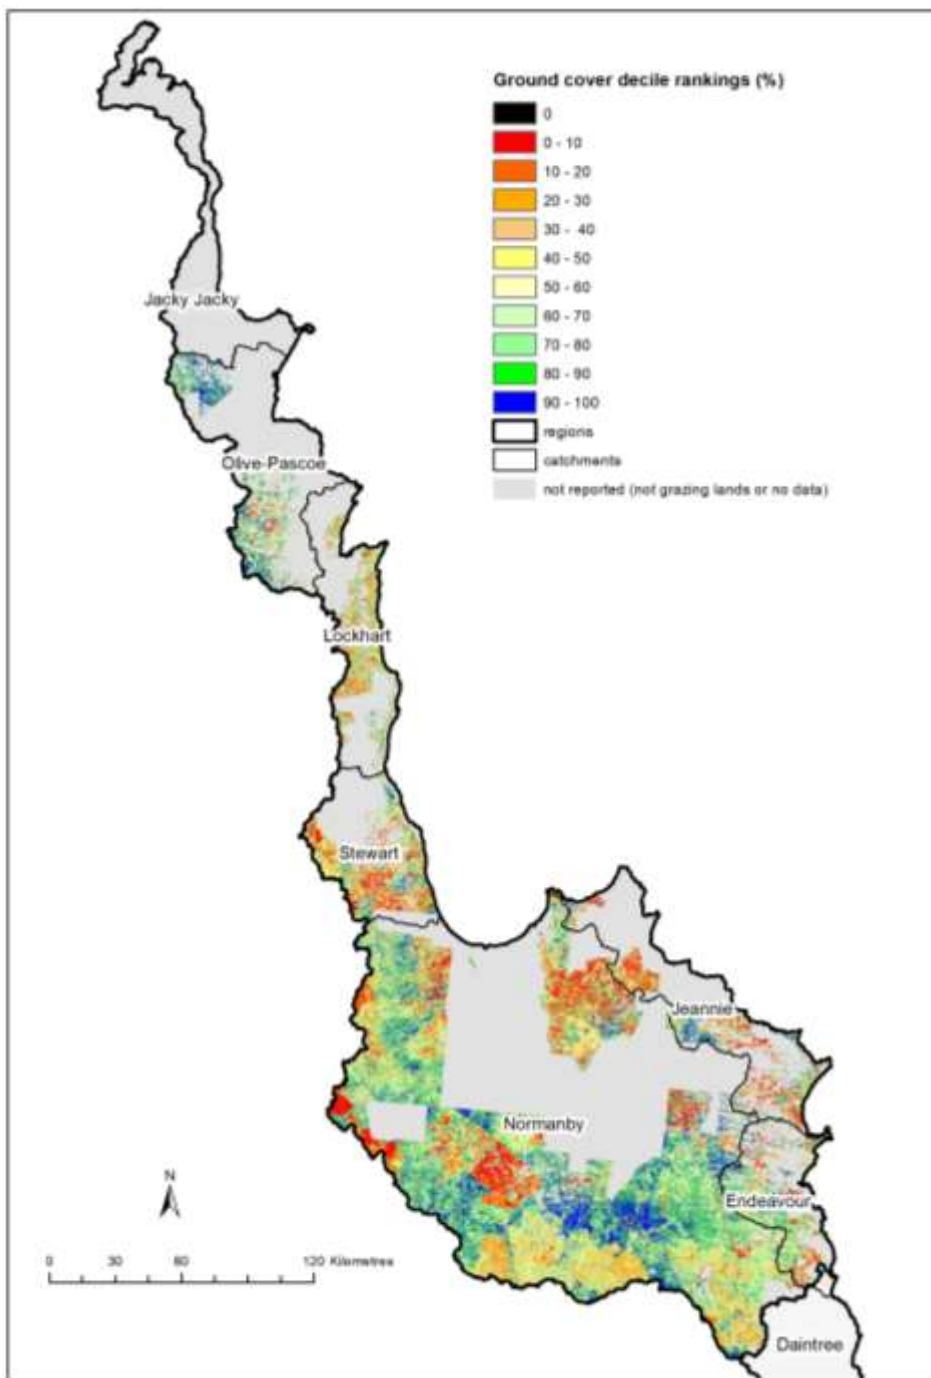 Ground cover decile rankings (%)
0
0 - 10
10 - 20
20 - 30
30 - 40
40 - 50
50 - 60
60 - 70
70 - 80
80 - 90
90 - 100
regions
catchments
not reported (not grazing lands or no data)
Jacky Jacky
Olive-Pascoe
Lockhart
Stewart
Jeannie
Normanby
Endeavour
N
0 30 60 120 Kilometres
Daintree